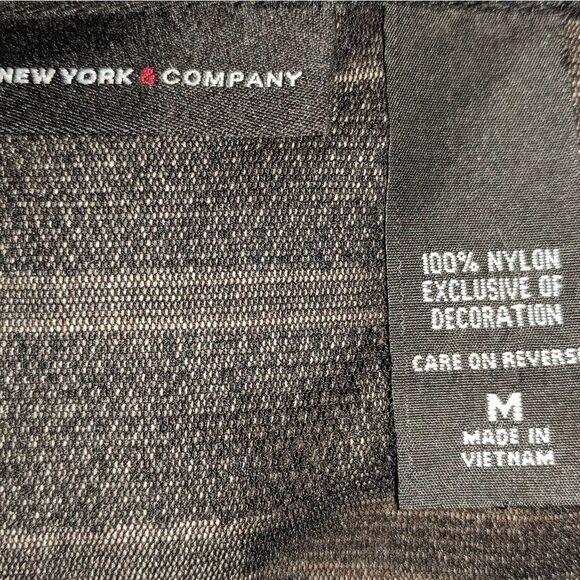 NEW YORK & COMPANY
100% NYLON
EXCLUSIVE OF
DECORATION
CARE ON REVERSE
M
MADE IN
VIETNAM